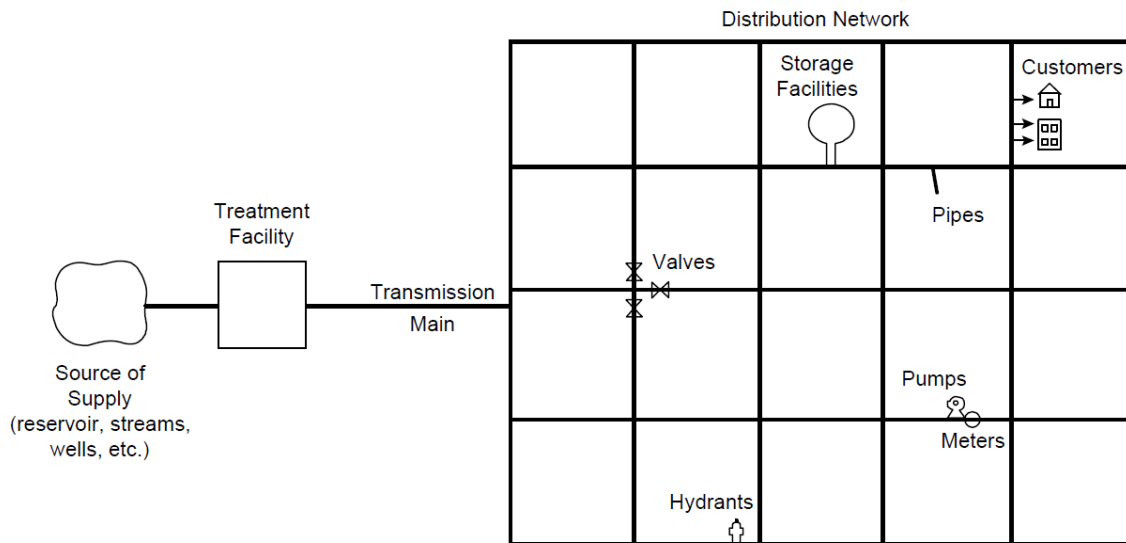 Distribution Network
Storage
Facilities
Customers
Pipes
Treatment
Facility
Valves
Transmission
Main
Source of
Supply
(reservoir, streams,
wells, etc.)
Pumps
Meters
Hydrants